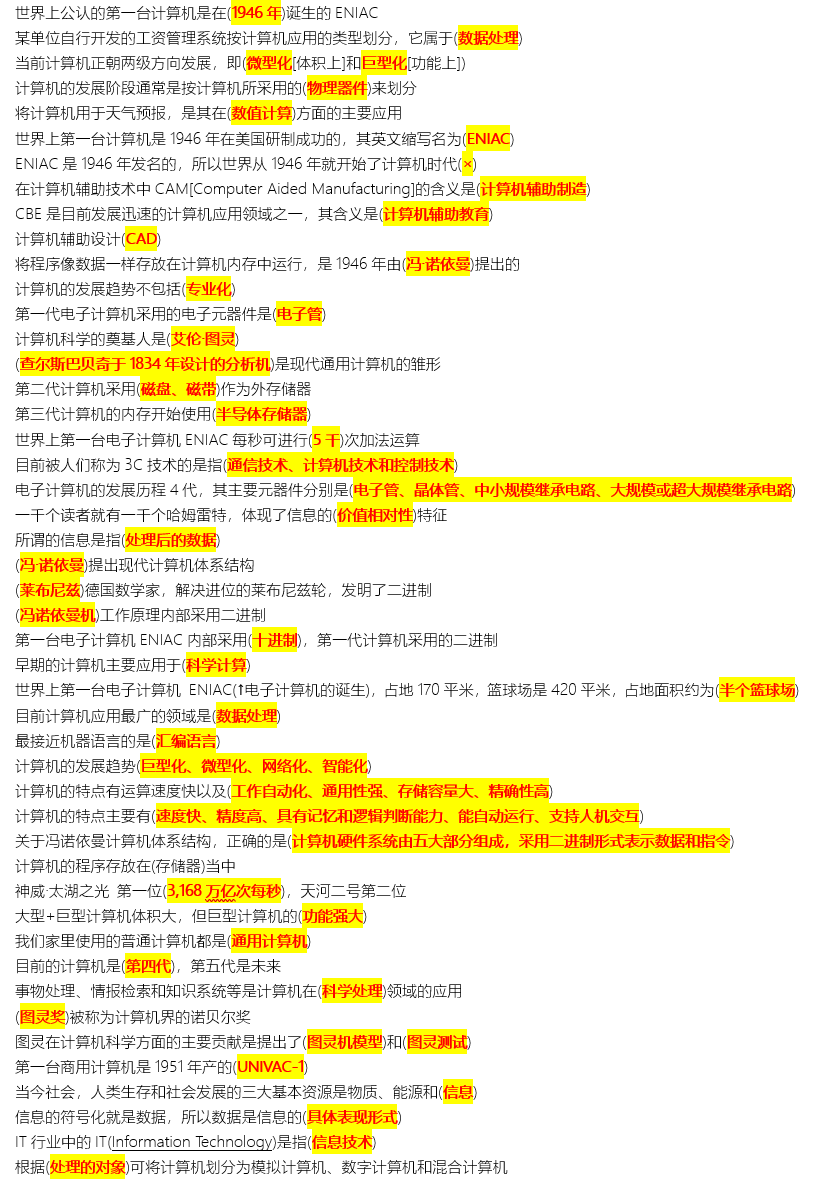 世界上公认的第一台计算机是在(1946年)诞生的 ENIAC
某单位自行开发的工资管理系统按计算机应用的类型划分，它属于(数据处理)
当前计算机正朝两级方向发展，即(微型化[体积上]和巨型化[功能上])
计算机的发展阶段通常是按计算机所采用的(物理器件)来划分
将计算机用于天气预报，是其在(数值计算)方面的主要应用
世界上第一台计算机是 1946 年在美国研制成功的，其英文缩写名为(ENIAC)
ENIAC 是 1946 年发名的，所以世界从 1946 年就开始了计算机时代(×)
在计算机辅助技术中 CAM[Computer Aided Manufacturing]的含义是(计算机辅助制造)
CBE 是目前发展迅速的计算机应用领域之一，其含义是(计算机辅助教育)
计算机辅助设计(CAD)
将程序像数据一样存放在计算机内存中运行，是 1946 年由(冯·诺依曼)提出的
计算机的发展趋势不包括(专业化)
第一代电子计算机采用的电子元器件是(电子管)
计算机科学的奠基人是(艾伦·图灵)
(查尔斯巴贝奇于 1834 年设计的分析机)是现代通用计算机的雏形
第二代计算机采用(磁盘、磁带)作为外存储器
第三代计算机的内存开始使用(半导体存储器)
世界上第一台电子计算机 ENIAC 每秒可进行(5 千)次加法运算
目前被人们称为 3C 技术的是指(通信技术、计算机技术和控制技术)
电子计算机的发展历程 4 代，其主要元器件分别是(电子管、晶体管、中小规模继承电路、大规模或超大规模继承电路)
一千个读者就有一千个哈姆雷特，体现了信息的(价值相对性)特征
所谓的信息是指(处理后的数据)
(冯·诺依曼)提出现代计算机体系结构
(莱布尼兹)德国数学家，解决进位的莱布尼兹轮，发明了二进制
(冯诺依曼机)工作原理内部采用二进制
第一台电子计算机 ENIAC 内部采用(十进制)，第一代计算机采用的二进制
早期的计算机主要应用于(科学计算)
世界上第一台电子计算机 ENIAC(↑电子计算机的诞生)，占地 170 平米，篮球场是 420 平米，占地面积约为(半个篮球场)
目前计算机应用最广的领域是(数据处理)
最接近机器语言的是(汇编语言)
计算机的发展趋势(巨型化、微型化、网络化、智能化)
计算机的特点有运算速度快以及(工作自动化、通用性强、存储容量大、精确性高)
计算机的特点主要有(速度快、精度高、具有记忆和逻辑判断能力、能自动运行、支持人机交互)
关于冯诺依曼计算机体系结构，正确的是(计算机硬件系统由五大部分组成，采用二进制形式表示数据和指令)
计算机的程序存放在(存储器)当中
神威·太湖之光 第一位(3,168 万亿次每秒)，天河二号第二位
大型+巨型计算机体积大，但巨型计算机的(功能强大)
我们家里使用的普通计算机都是(通用计算机)
目前的计算机是(第四代)，第五代是未来
事物处理、情报检索和知识系统等是计算机在(科学处理)领域的应用
(图灵奖)被称为计算机界的诺贝尔奖
图灵在计算机科学方面的主要贡献是提出了(图灵机模型)和(图灵测试)
第一台商用计算机是 1951 年产的(UNIVAC-1)
当今社会，人类生存和社会发展的三大基本资源是物质、能源和(信息)
信息的符号化就是数据，所以数据是信息的(具体表现形式)
IT 行业中的 IT(Information Technology)是指(信息技术)
根据(处理的对象)可将计算机划分为模拟计算机、数字计算机和混合计算机